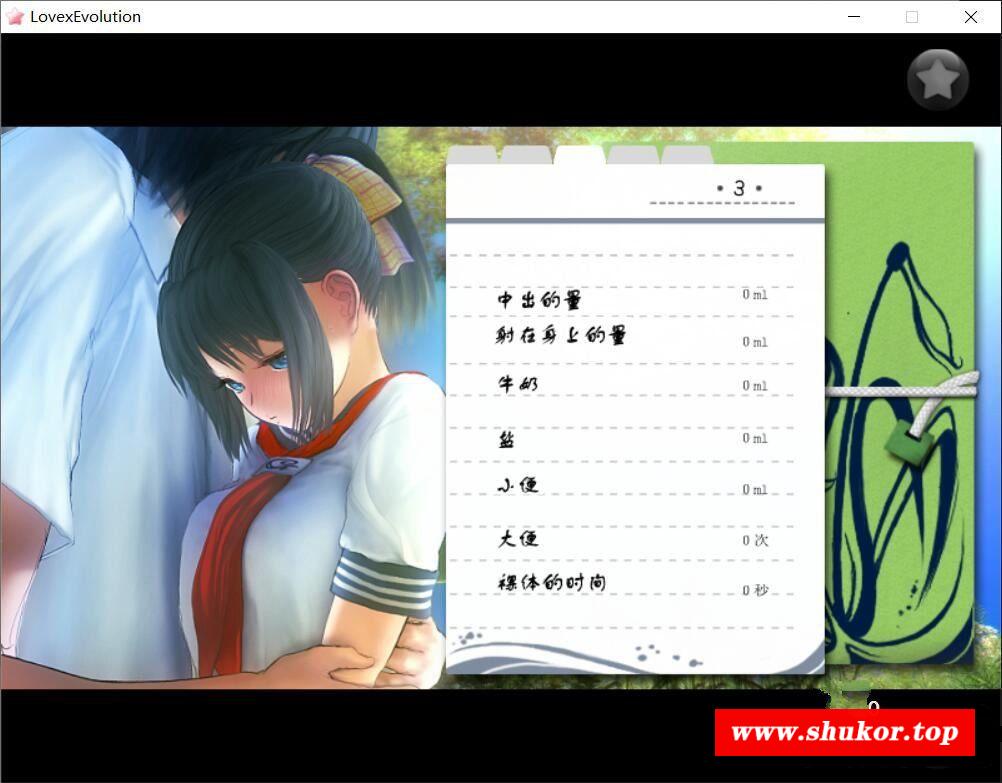 LovexEvolution
• 3 •
中出的量 0 ml
射在身上的量 0 ml
牛奶 0 ml
盐 0 ml
小便 0 ml
大便 0 次
裸体的时间 0 秒
www.shukor.top